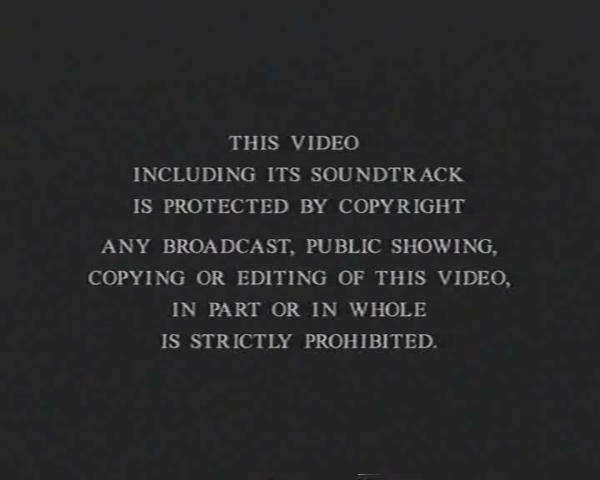 THIS VIDEO
INCLUDING ITS SOUNDTRACK
IS PROTECTED BY COPYRIGHT
ANY BROADCAST, PUBLIC SHOWING,
COPYING OR EDITING OF THIS VIDEO,
IN PART OR IN WHOLE
IS STRICTLY PROHIBITED.